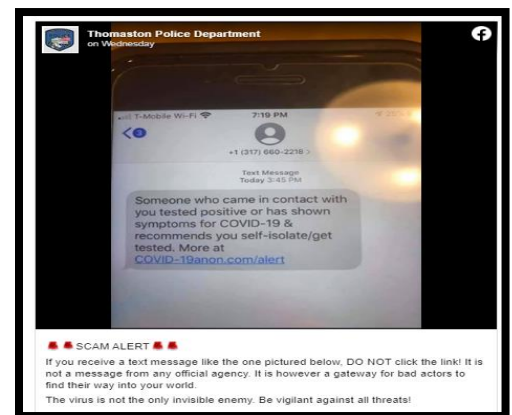 Thomaston Police Department
on Wednesday
T-Mobile Wi-Fi 7:19 PM
3
+1 (317) 660-2218 >
Text Message
Today 3:45 PM
Someone who came in contact with
you tested positive or has shown
symptoms for COVID-19 &
recommends you self-isolate/get
tested. More at
COVID-19anon.com/alert
SCAM ALERT
If you receive a text message like the one pictured below, DO NOT click the link! It is
not a message from any official agency. It is however a gateway for bad actors to
find their way into your world.
The virus is not the only invisible enemy. Be vigilant against all threats!